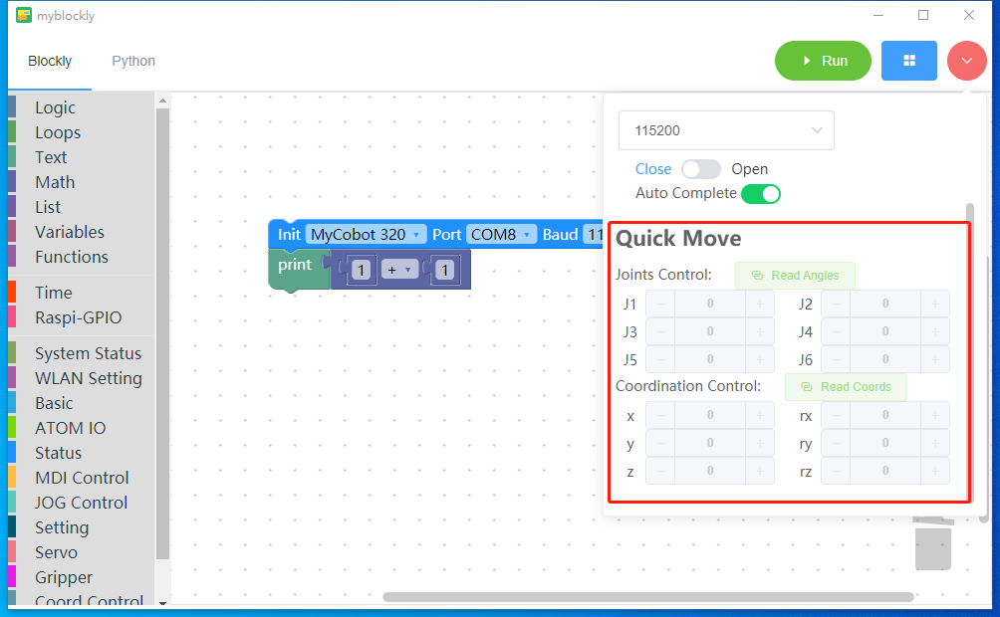 myblockly
Blockly Python Run
Logic
Loops
Text
Math
List
Variables
Functions
Time
Raspi-GPIO
System Status
WLAN Setting
Basic
ATOM IO
Status
MDI Control
JOG Control
Setting
Servo
Gripper
Coord Control
Init MyCobot 320 Port COM8 Baud 11
print 1 + 1
115200
Close Open
Auto Complete
Quick Move
Joints Control: Read Angles
J1 − 0 + J2 − 0 +
J3 − 0 + J4 − 0 +
J5 − 0 + J6 − 0 +
Coordination Control: Read Coords
x − 0 + rx − 0 +
y − 0 + ry − 0 +
z − 0 + rz − 0 +